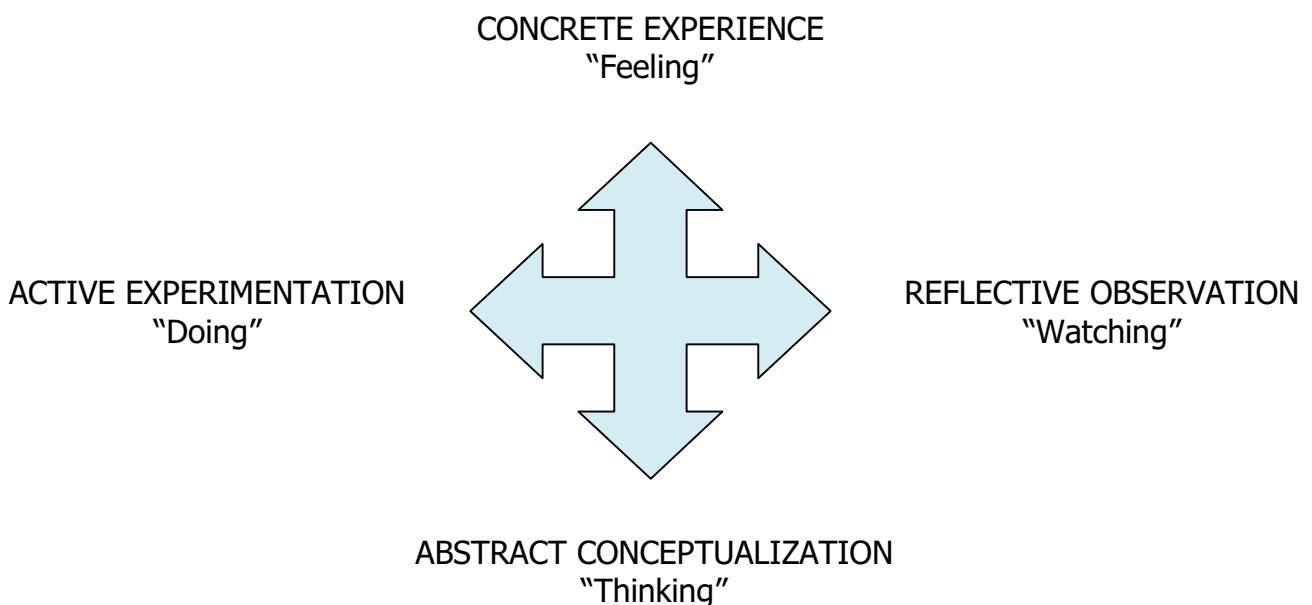 CONCRETE EXPERIENCE
“Feeling”
ACTIVE EXPERIMENTATION
“Doing”
REFLECTIVE OBSERVATION
“Watching”
ABSTRACT CONCEPTUALIZATION
“Thinking”